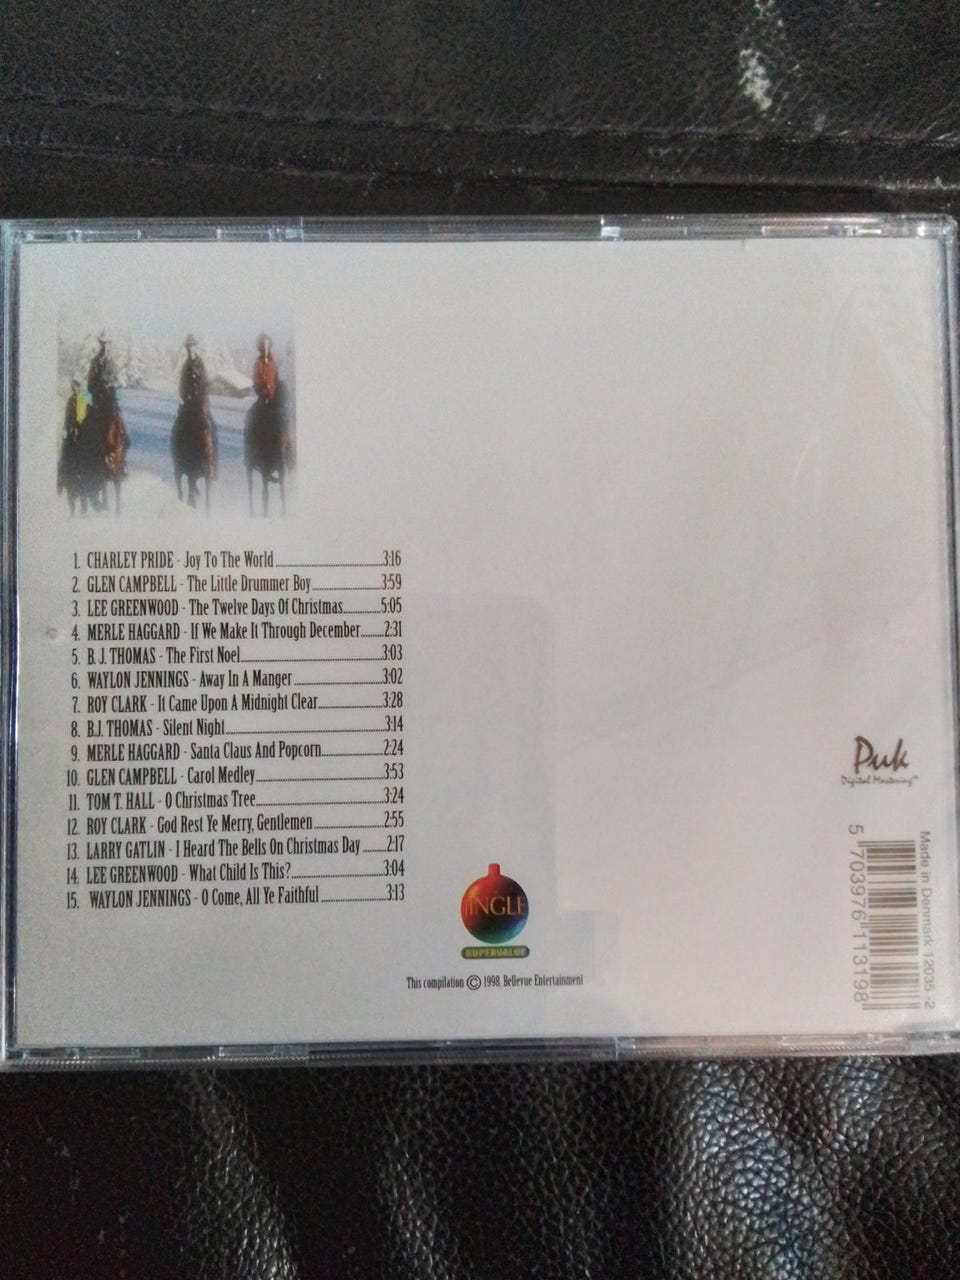 1. CHARLEY PRIDE - Joy To The World 3:16
2. GLEN CAMPBELL - The Little Drummer Boy 3:59
3. LEE GREENWOOD - The Twelve Days Of Christmas 5:05
4. MERLE HAGGARD - If We Make It Through December 2:31
5. B. J. THOMAS - The First Noel 3:03
6. WAYLON JENNINGS - Away In A Manger 3:02
7. ROY CLARK - It Came Upon A Midnight Clear 3:28
8. B.J. THOMAS - Silent Night 3:14
9. MERLE HAGGARD - Santa Claus And Popcorn 2:24
10. GLEN CAMPBELL - Carol Medley 3:53
11. TOM T. HALL - O Christmas Tree 3:24
12. ROY CLARK - God Rest Ye Merry, Gentlemen 2:55
13. LARRY GATLIN - I Heard The Bells On Christmas Day 2:17
14. LEE GREENWOOD - What Child Is This? 3:04
15. WAYLON JENNINGS - O Come, All Ye Faithful 3:13
JINGLE
SUPERVALUE
This compilation © 1998, Bellevue Entertainment
Puk
Digital Mastering™
5 703976 113198
Made in Denmark 12035-2